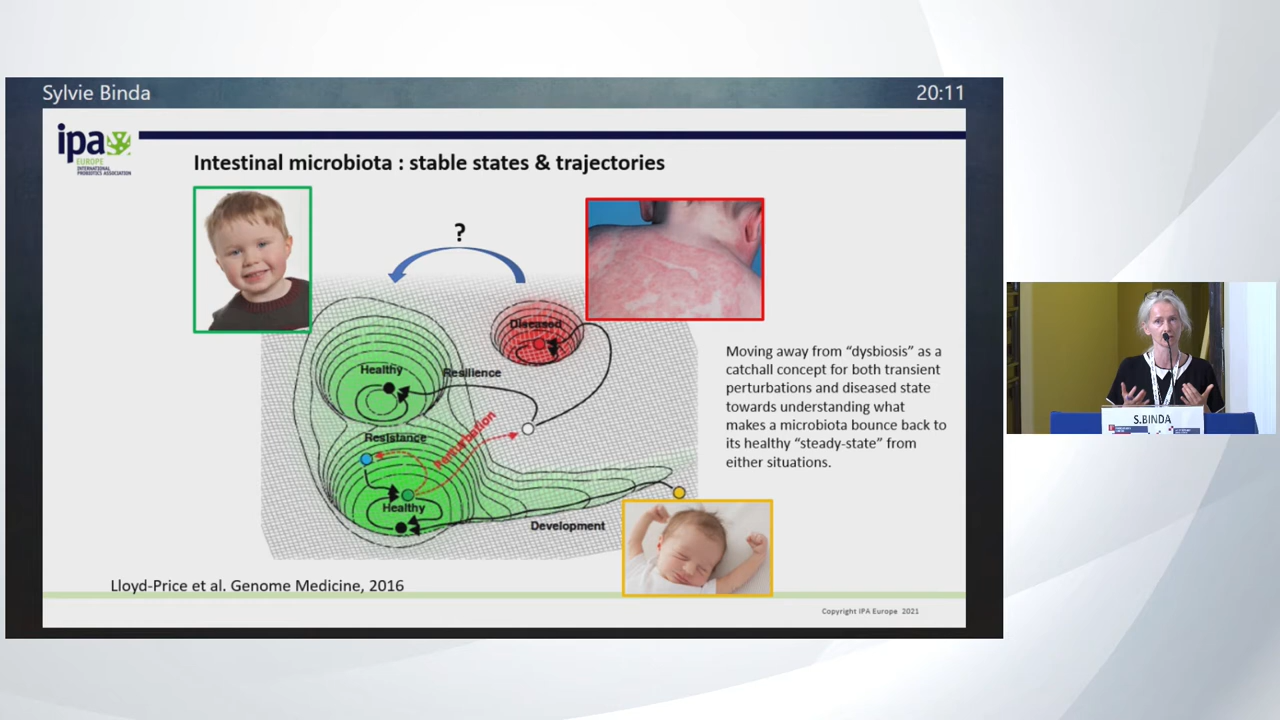 Sylvie Binda
20:11
ipa
EUROPE
INTERNATIONAL
PROBIOTICS ASSOCIATION
Intestinal microbiota : stable states & trajectories
?
Diseased
Healthy
Resilience
Perturbation
Resistance
Healthy
Development
Moving away from “dysbiosis” as a
catchall concept for both transient
perturbations and diseased state
towards understanding what
makes a microbiota bounce back to
its healthy “steady-state” from
either situations.
Lloyd-Price et al. Genome Medicine, 2016
Copyright IPA Europe 2021
S.BINDA